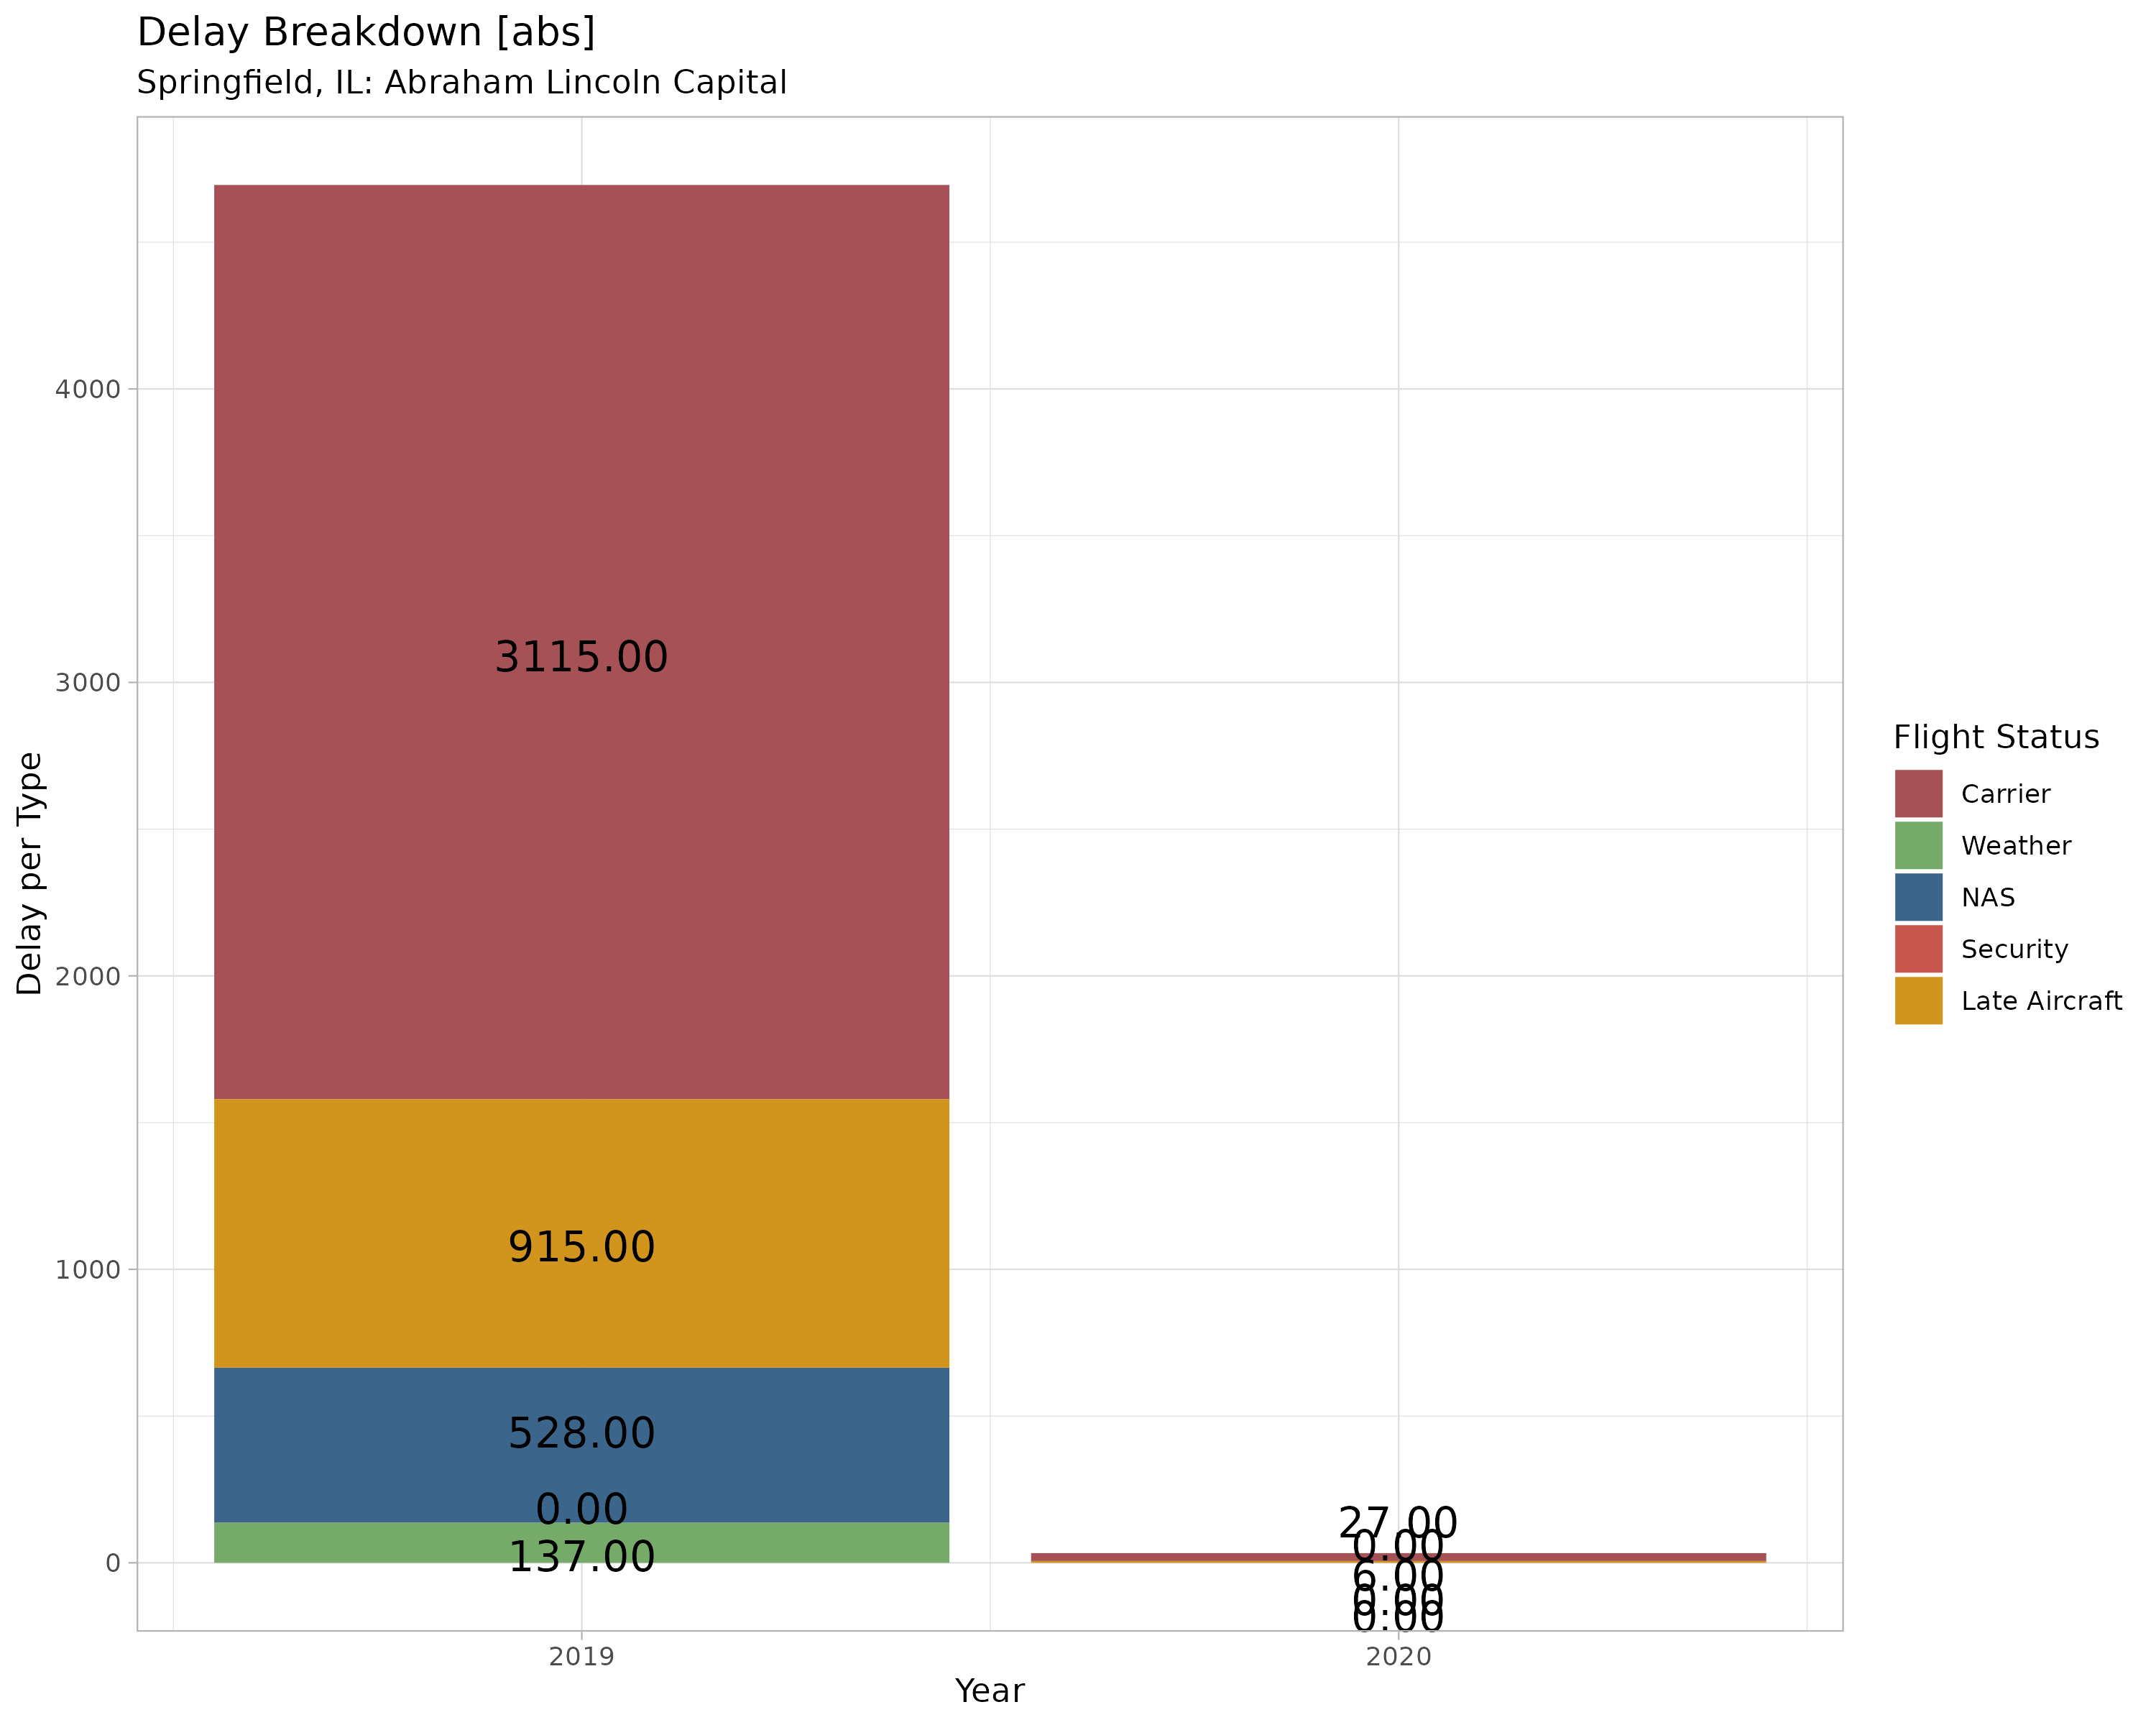 Delay Breakdown [abs]
Springfield, IL: Abraham Lincoln Capital
4000
3000
2000
1000
0
Delay per Type
3115.00
915.00
528.00
0.00
137.00
27.00
0.00
6.00
0.00
0.00
2019
2020
Year
Flight Status
Carrier
Weather
NAS
Security
Late Aircraft